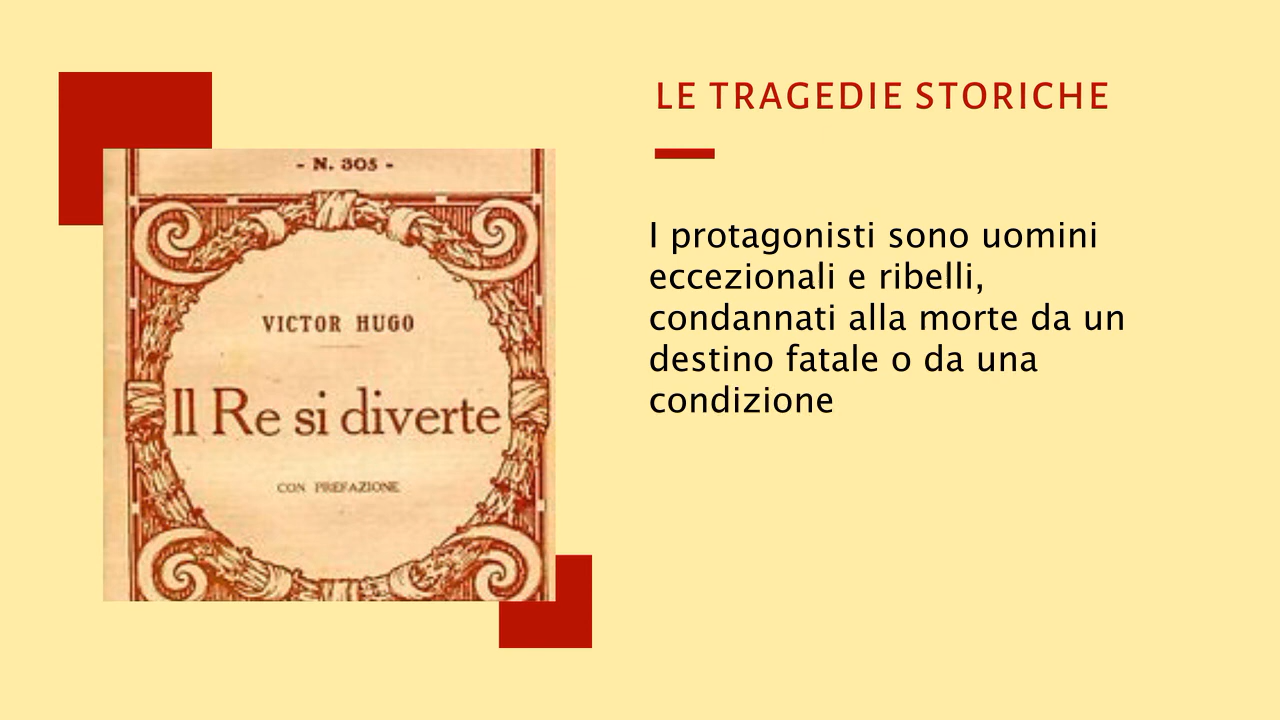 LE TRAGEDIE STORICHE
- N. 305 -
VICTOR HUGO
Il Re si diverte
CON PREFAZIONE
I protagonisti sono uomini
eccezionali e ribelli,
condannati alla morte da un
destino fatale o da una
condizione